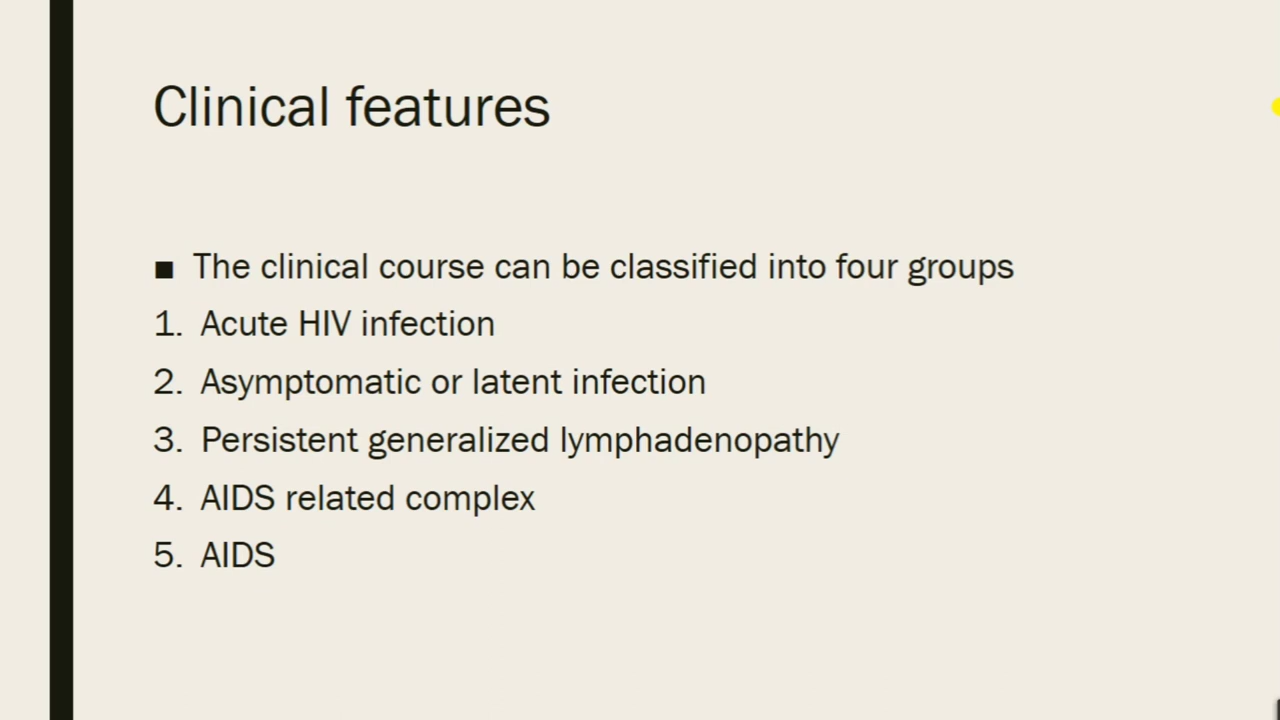 Clinical features
▪ The clinical course can be classified into four groups
1. Acute HIV infection
2. Asymptomatic or latent infection
3. Persistent generalized lymphadenopathy
4. AIDS related complex
5. AIDS